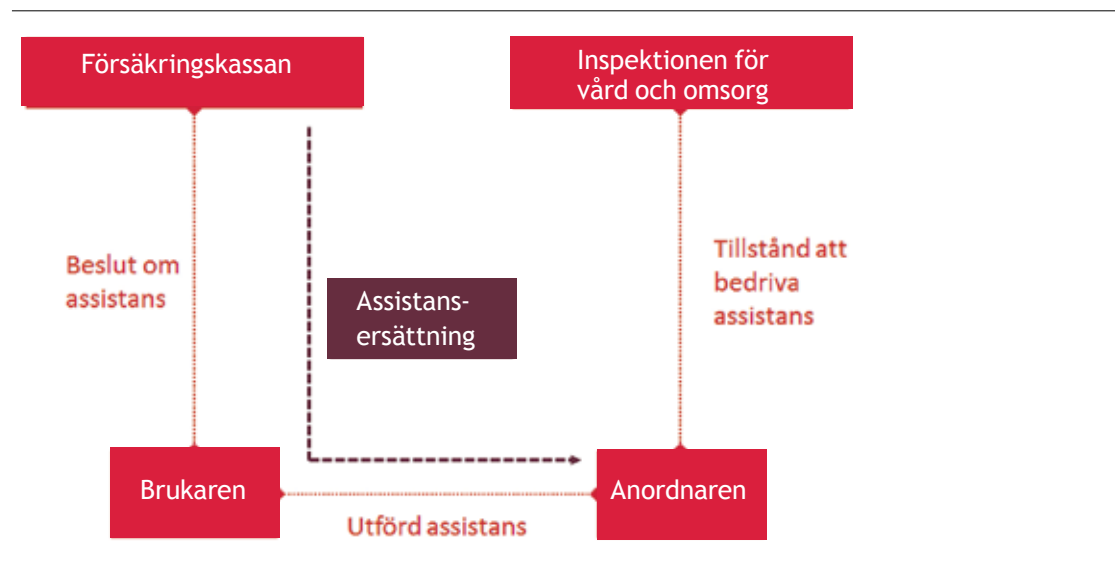 Försäkringskassan
Inspektionen för
vård och omsorg
Beslut om
assistans
Assistans-
ersättning
Tillstånd att
bedriva
assistans
Brukaren
Anordnaren
Utförd assistans